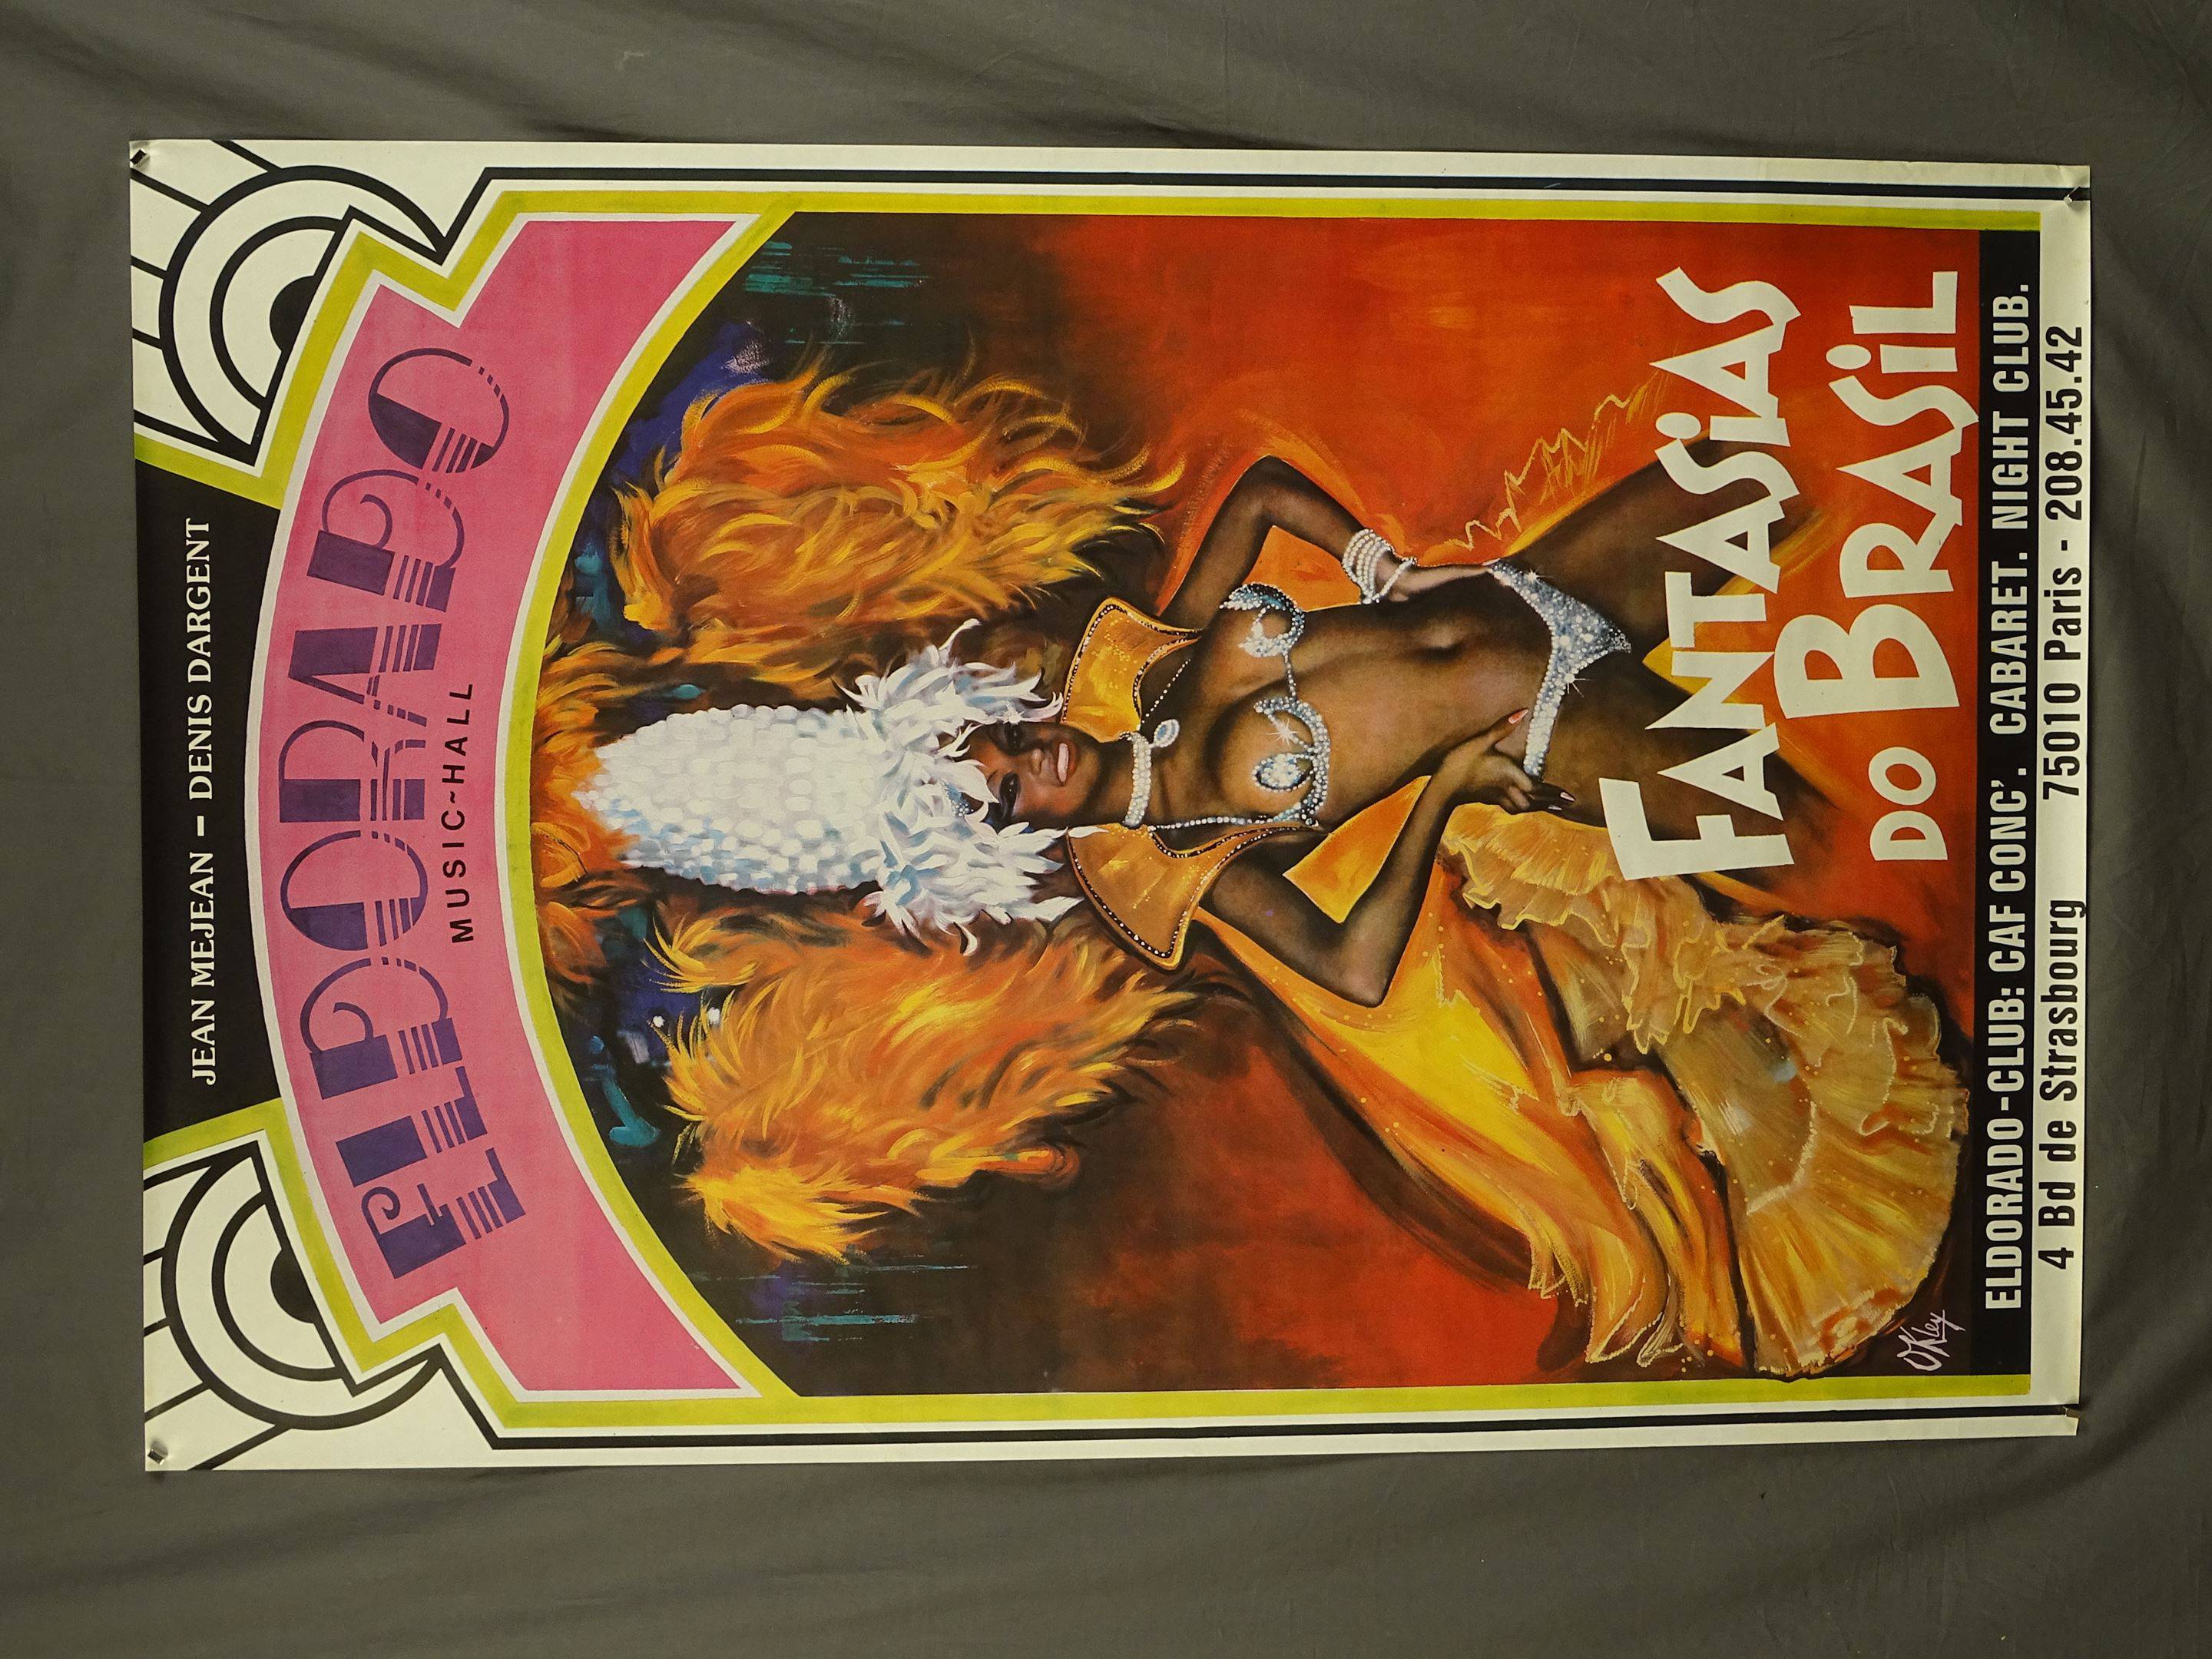 JEAN MEJEAN – DENIS DARGENT
ELDORADO
MUSIC~HALL
FANTASiAS
DO BRASiL
OKley
ELDORADO-CLUB: CAF CONC'. CABARET. NIGHT CLUB.
4 Bd de Strasbourg 75010 Paris - 208.45.42